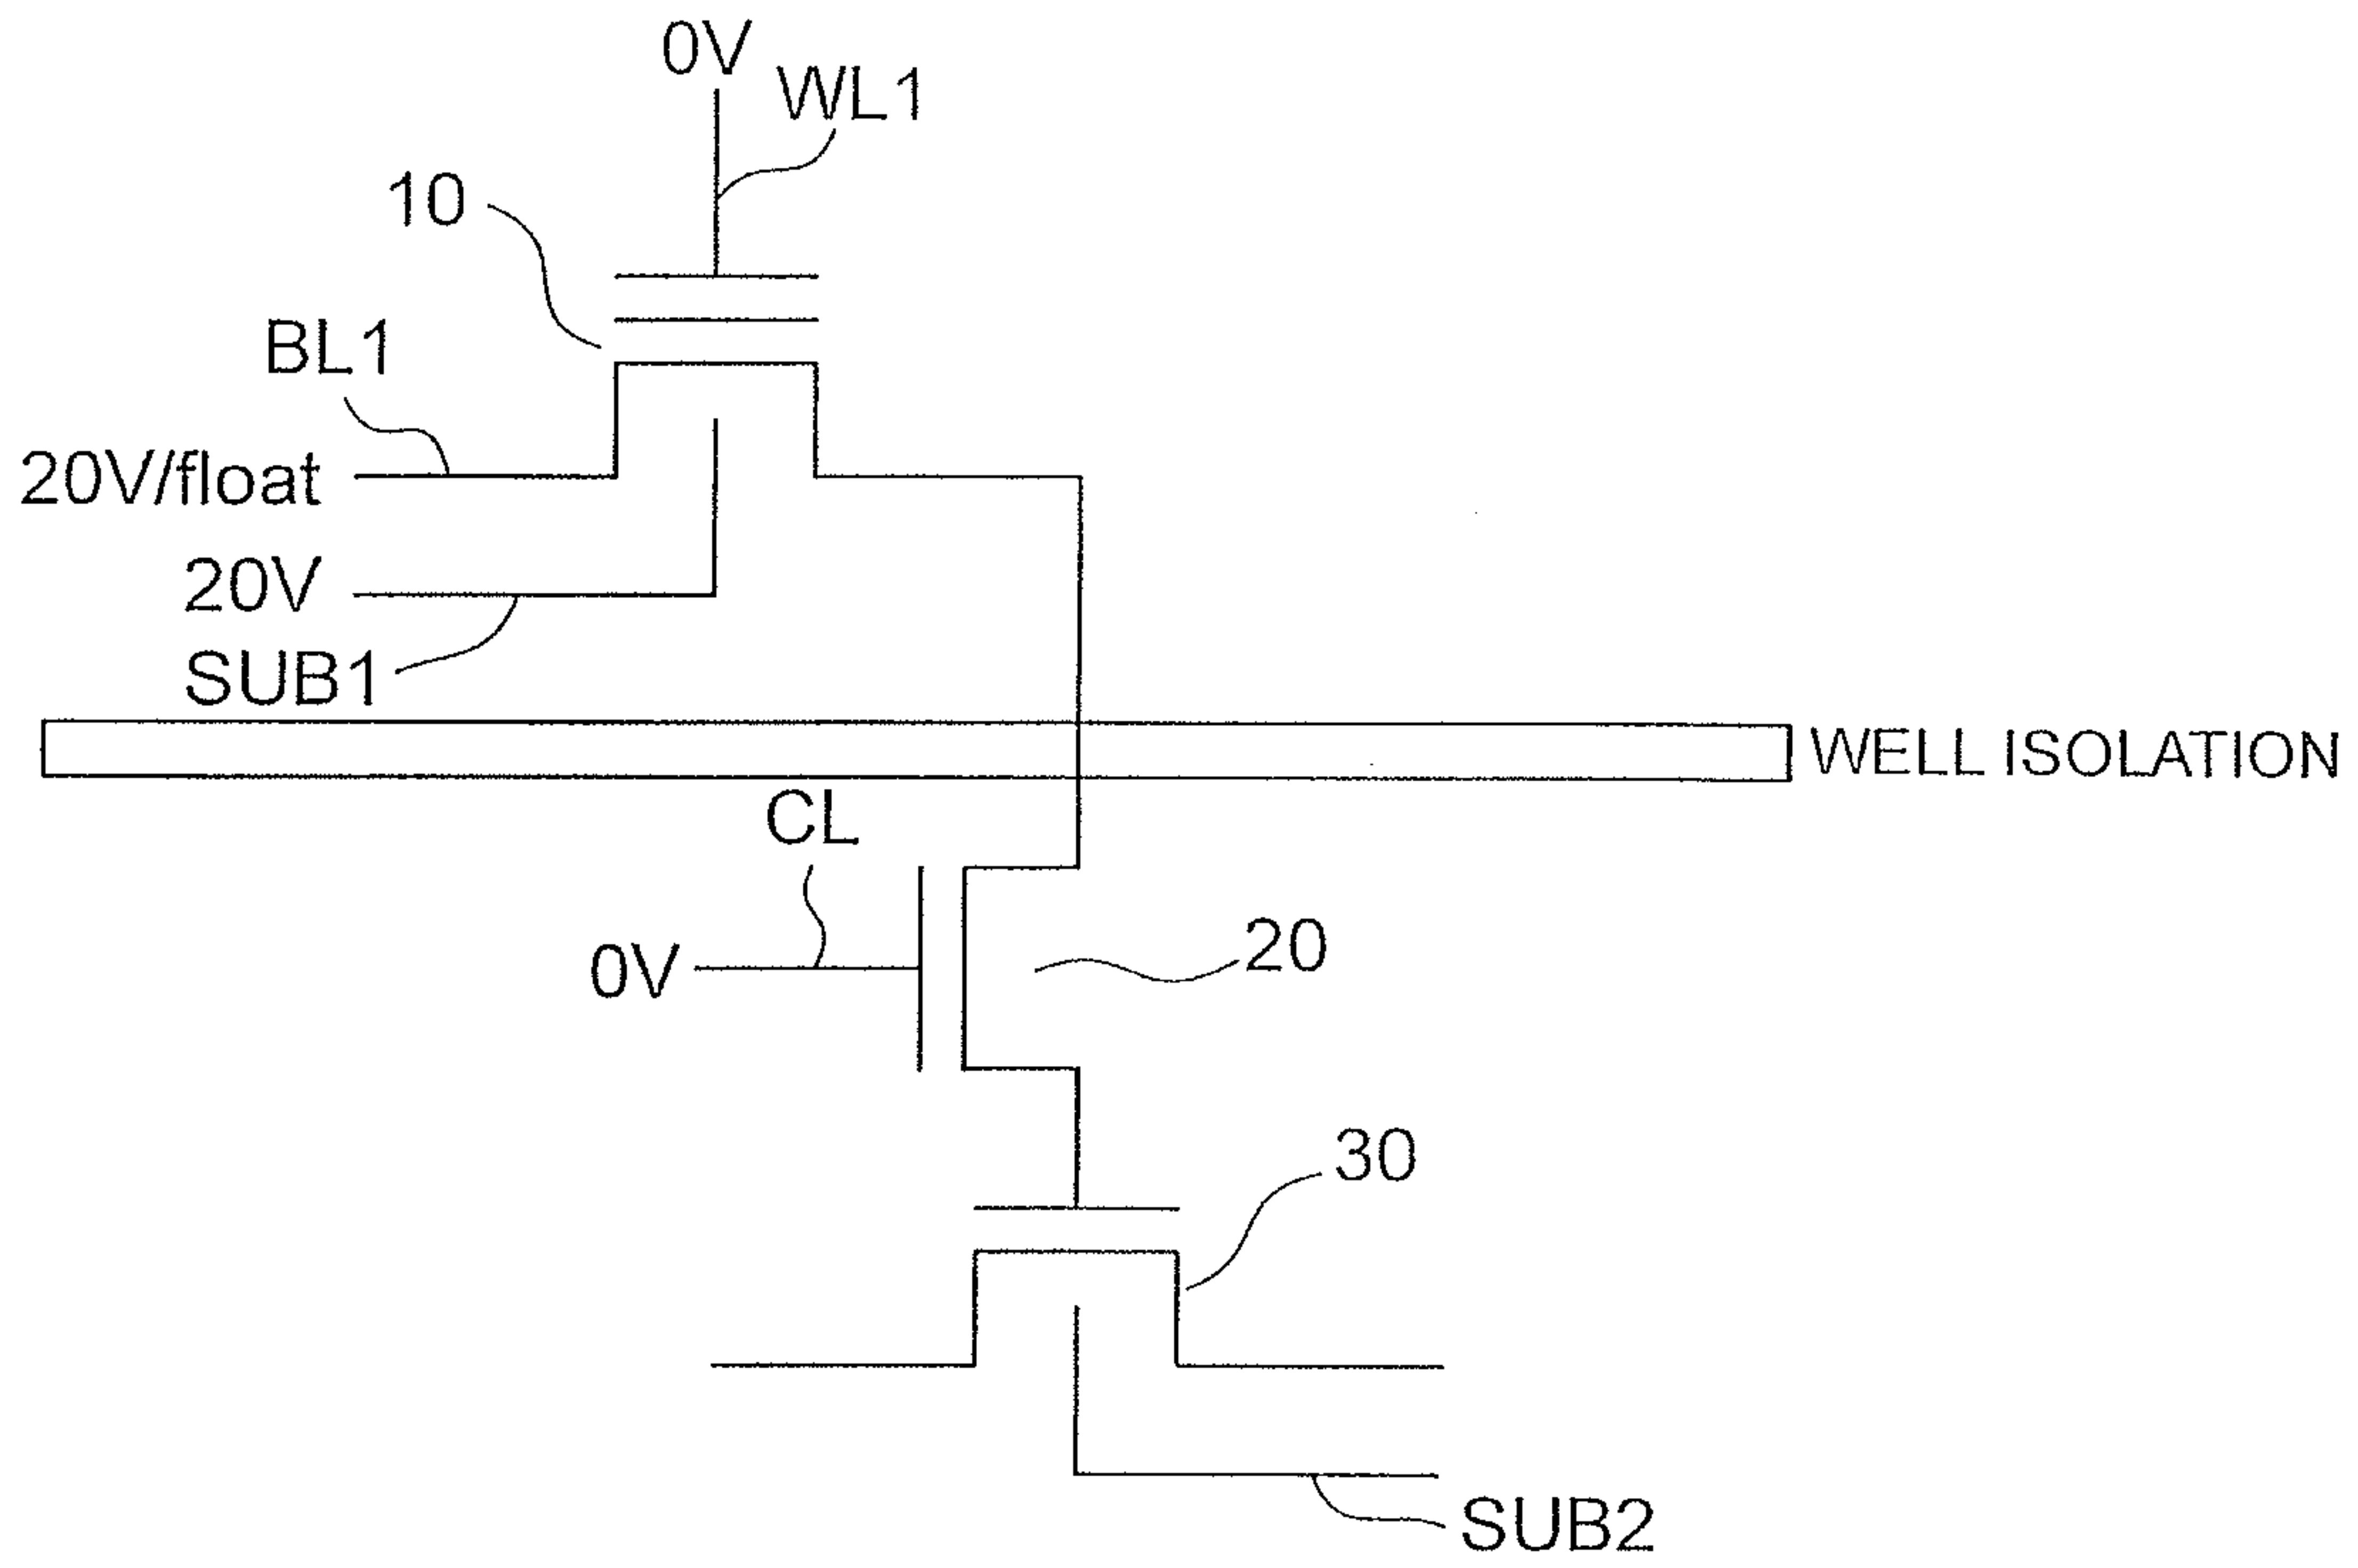 0V
WL1
10
BL1
20V/float
20V
SUB1
WELL ISOLATION
CL
0V
20
30
SUB2